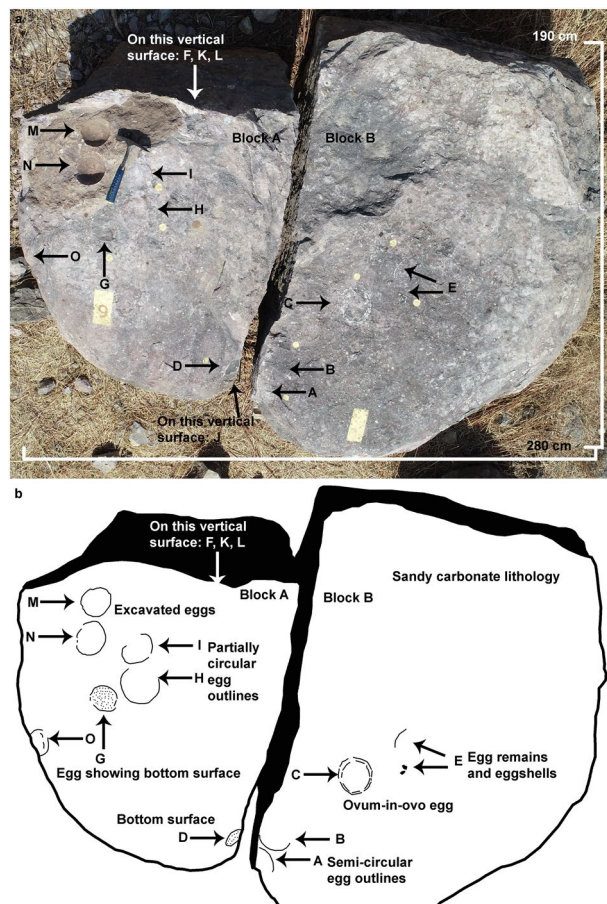 a
On this vertical
surface: F, K, L
190 cm
M
Block A
Block B
N
I
H
O
G
E
C
9
D
B
A
On this vertical
surface: J
280 cm
b
On this vertical
surface: F, K, L
Sandy carbonate lithology
Block A
Block B
M
Excavated eggs
N
I Partially
circular
H egg
outlines
O
G
Egg showing bottom surface
C
E Egg remains
and eggshells
Ovum-in-ovo egg
Bottom surface
D
B
A Semi-circular
egg outlines